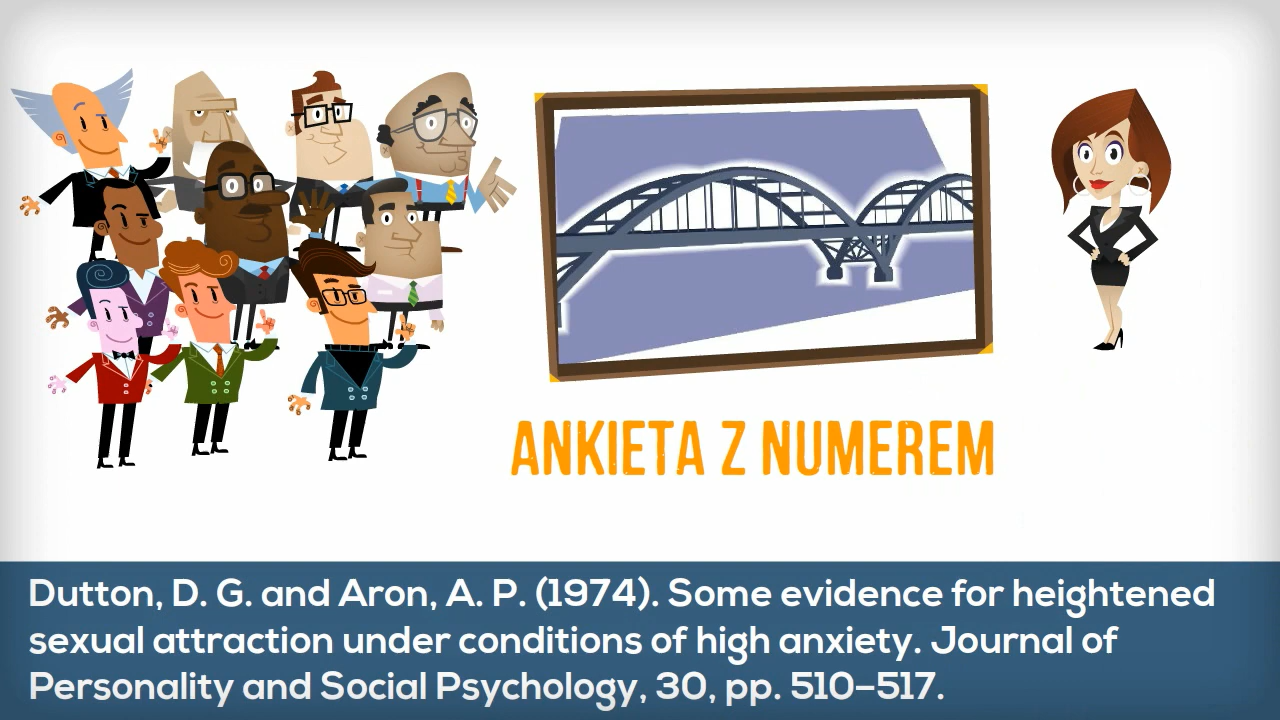 ANKIETA Z NUMEREM
Dutton, D. G. and Aron, A. P. (1974). Some evidence for heightened
sexual attraction under conditions of high anxiety. Journal of
Personality and Social Psychology, 30, pp. 510–517.